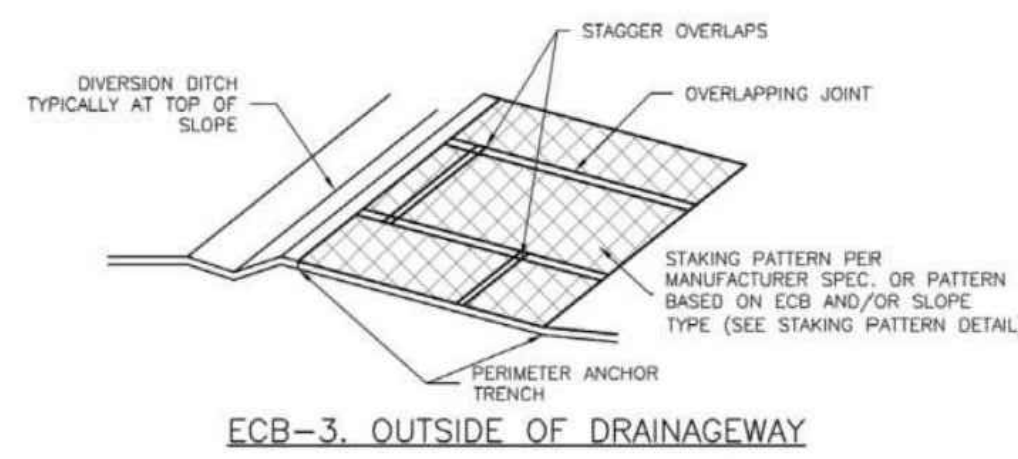 STAGGER OVERLAPS
DIVERSION DITCH
TYPICALLY AT TOP OF
SLOPE
OVERLAPPING JOINT
STAKING PATTERN PER
MANUFACTURER SPEC. OR PATTERN
BASED ON ECB AND/OR SLOPE
TYPE (SEE STAKING PATTERN DETAIL)
PERIMETER ANCHOR
TRENCH
ECB-3. OUTSIDE OF DRAINAGEWAY